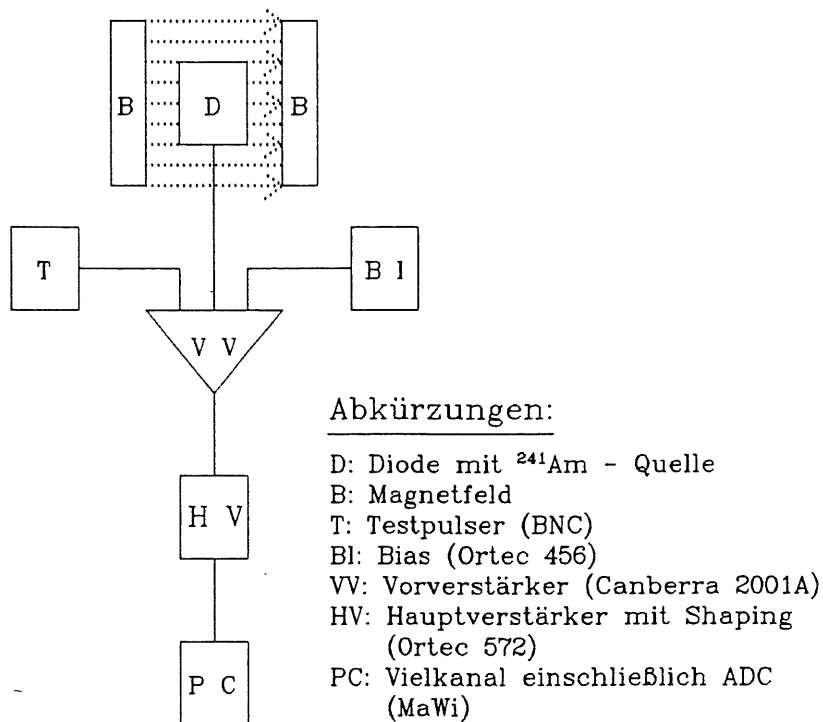 B D B
T B I
V V
H V
P C
Abkürzungen:
D: Diode mit ²⁴¹Am - Quelle
B: Magnetfeld
T: Testpulser (BNC)
BI: Bias (Ortec 456)
VV: Vorverstärker (Canberra 2001A)
HV: Hauptverstärker mit Shaping
(Ortec 572)
PC: Vielkanal einschließlich ADC
(MaWi)